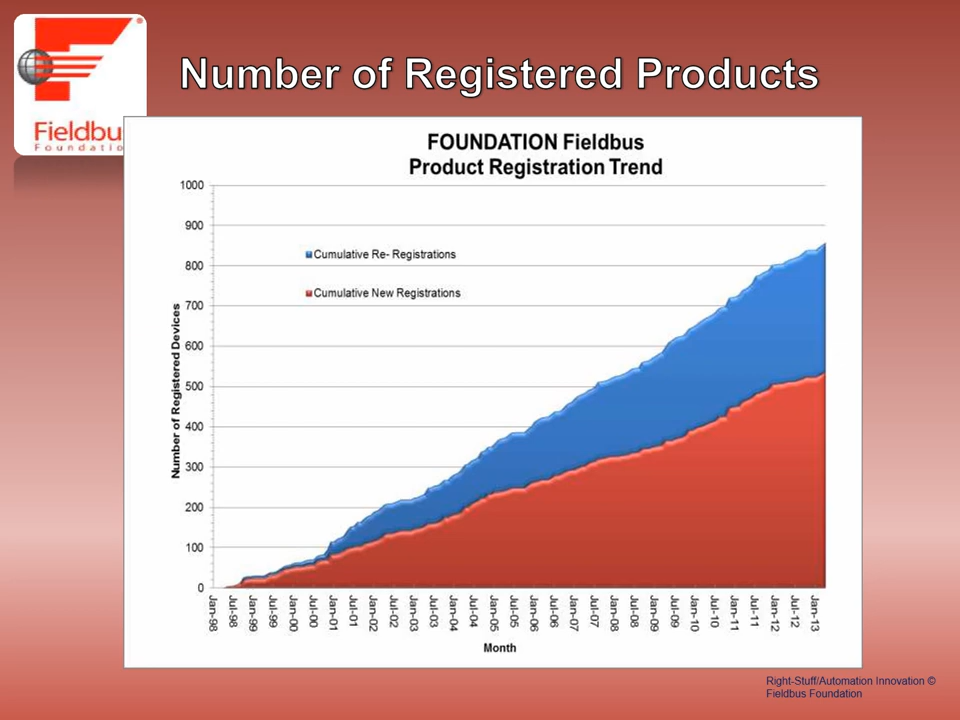 Number of Registered Products
Fieldbu
Foundatio
FOUNDATION Fieldbus
Product Registration Trend
1000
900
800
700
600
500
400
300
200
100
0
Cumulative Re- Registrations
Cumulative New Registrations
Number of Registered Devices
Jan-98
Jul-98
Jan-99
Jul-99
Jan-00
Jul-00
Jan-01
Jul-01
Jan-02
Jul-02
Jan-03
Jul-03
Jan-04
Jul-04
Jan-05
Jul-05
Jan-06
Jul-06
Jan-07
Jul-07
Jan-08
Jul-08
Jan-09
Jul-09
Jan-10
Jul-10
Jan-11
Jul-11
Jan-12
Jul-12
Jan-13
Month
Right-Stuff/Automation Innovation ©
Fieldbus Foundation